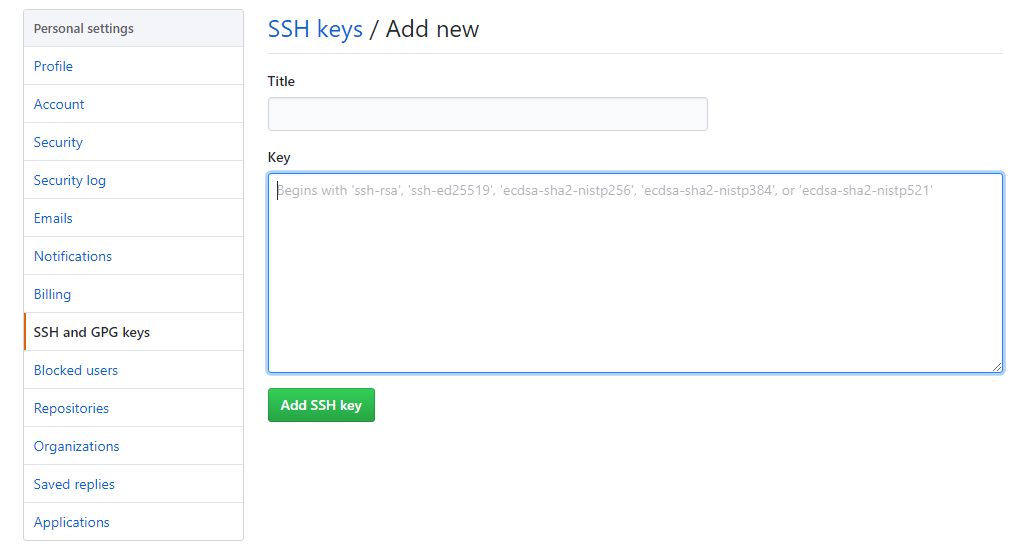 Personal settings
Profile
Account
Security
Security log
Emails
Notifications
Billing
SSH and GPG keys
Blocked users
Repositories
Organizations
Saved replies
Applications
SSH keys / Add new
Title
Key
Begins with 'ssh-rsa', 'ssh-ed25519', 'ecdsa-sha2-nistp256', 'ecdsa-sha2-nistp384', or 'ecdsa-sha2-nistp521'
Add SSH key